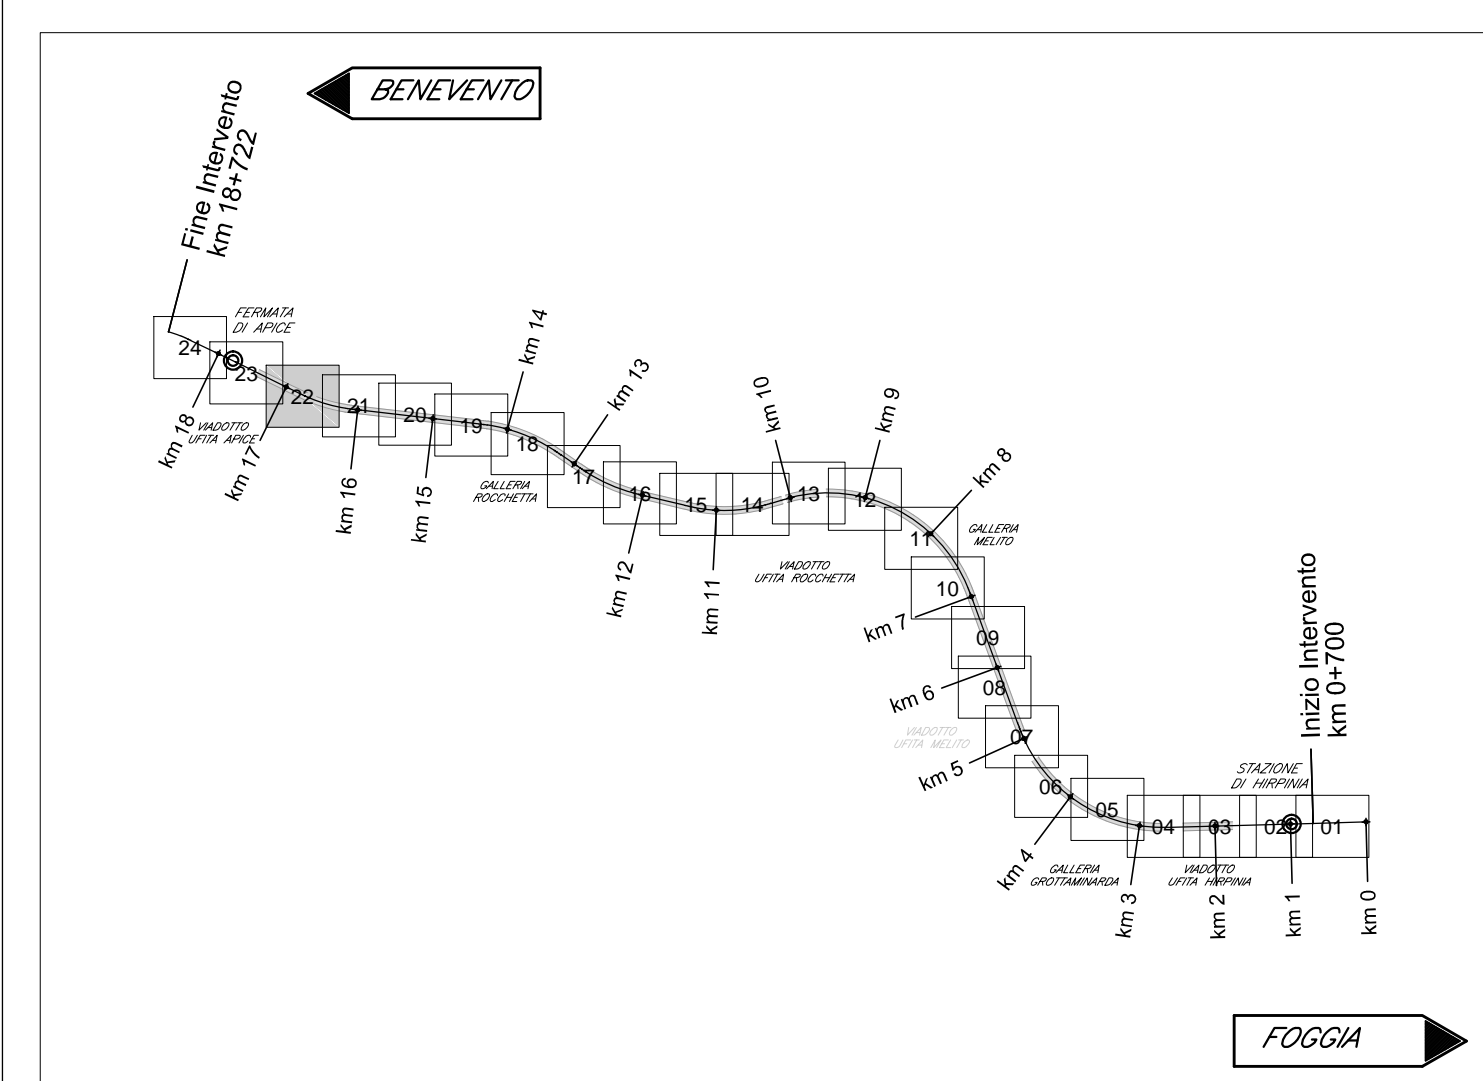 BENEVENTO
Fine Intervento
km 18+722
FERMATA
DI APICE
24
23
22
21
20
19
18
17
16
15
14
13
12
11
10
09
08
07
06
05
04
03
02
01
km 18
VIADOTTO
UFITA APICE
km 17
km 16
km 15
km 14
GALLERIA
ROCCHETTA
km 13
km 12
km 11
km 10
VIADOTTO
UFITA ROCCHETTA
km 9
km 8
GALLERIA
MELITO
km 7
km 6
VIADOTTO
UFITA MELITO
km 5
km 4
GALLERIA
GROTTAMINARDA
km 3
VIADOTTO
UFITA HIRPINIA
km 2
STAZIONE
DI HIRPINIA
km 1
Inizio Intervento
km 0+700
km 0
FOGGIA